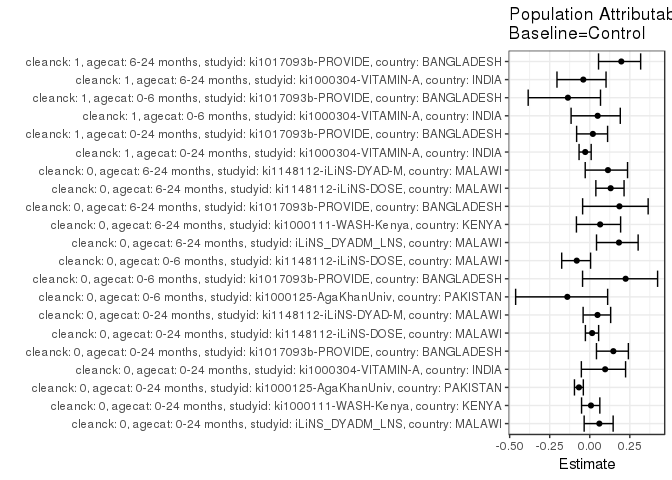 Population Attributab
Baseline=Control
cleanck: 1, agecat: 6-24 months, studyid: ki1017093b-PROVIDE, country: BANGLADESH
cleanck: 1, agecat: 6-24 months, studyid: ki1000304-VITAMIN-A, country: INDIA
cleanck: 1, agecat: 0-6 months, studyid: ki1017093b-PROVIDE, country: BANGLADESH
cleanck: 1, agecat: 0-6 months, studyid: ki1000304-VITAMIN-A, country: INDIA
cleanck: 1, agecat: 0-24 months, studyid: ki1017093b-PROVIDE, country: BANGLADESH
cleanck: 1, agecat: 0-24 months, studyid: ki1000304-VITAMIN-A, country: INDIA
cleanck: 0, agecat: 6-24 months, studyid: ki1148112-iLiNS-DYAD-M, country: MALAWI
cleanck: 0, agecat: 6-24 months, studyid: ki1148112-iLiNS-DOSE, country: MALAWI
cleanck: 0, agecat: 6-24 months, studyid: ki1017093b-PROVIDE, country: BANGLADESH
cleanck: 0, agecat: 6-24 months, studyid: ki1000111-WASH-Kenya, country: KENYA
cleanck: 0, agecat: 6-24 months, studyid: iLiNS_DYADM_LNS, country: MALAWI
cleanck: 0, agecat: 0-6 months, studyid: ki1148112-iLiNS-DOSE, country: MALAWI
cleanck: 0, agecat: 0-6 months, studyid: ki1017093b-PROVIDE, country: BANGLADESH
cleanck: 0, agecat: 0-6 months, studyid: ki1000125-AgaKhanUniv, country: PAKISTAN
cleanck: 0, agecat: 0-24 months, studyid: ki1148112-iLiNS-DYAD-M, country: MALAWI
cleanck: 0, agecat: 0-24 months, studyid: ki1148112-iLiNS-DOSE, country: MALAWI
cleanck: 0, agecat: 0-24 months, studyid: ki1017093b-PROVIDE, country: BANGLADESH
cleanck: 0, agecat: 0-24 months, studyid: ki1000304-VITAMIN-A, country: INDIA
cleanck: 0, agecat: 0-24 months, studyid: ki1000125-AgaKhanUniv, country: PAKISTAN
cleanck: 0, agecat: 0-24 months, studyid: ki1000111-WASH-Kenya, country: KENYA
cleanck: 0, agecat: 0-24 months, studyid: iLiNS_DYADM_LNS, country: MALAWI
-0.50 -0.25 0.00 0.25
Estimate